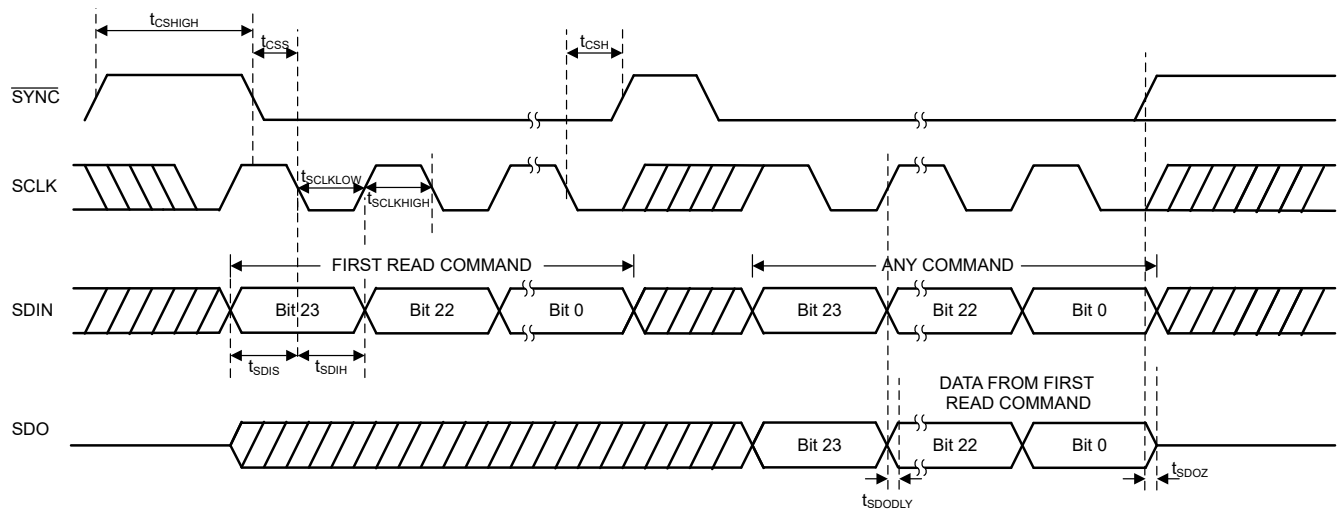 tCSHIGH
tCSS
tCSH
SYNC
SCLK
tSCLKLOW
tSCLKHIGH
FIRST READ COMMAND
ANY COMMAND
SDIN
Bit 23
Bit 22
Bit 0
Bit 23
Bit 22
Bit 0
tSDIS
tSDIH
DATA FROM FIRST
READ COMMAND
SDO
Bit 23
Bit 22
Bit 0
tSDODLY
tSDOZ